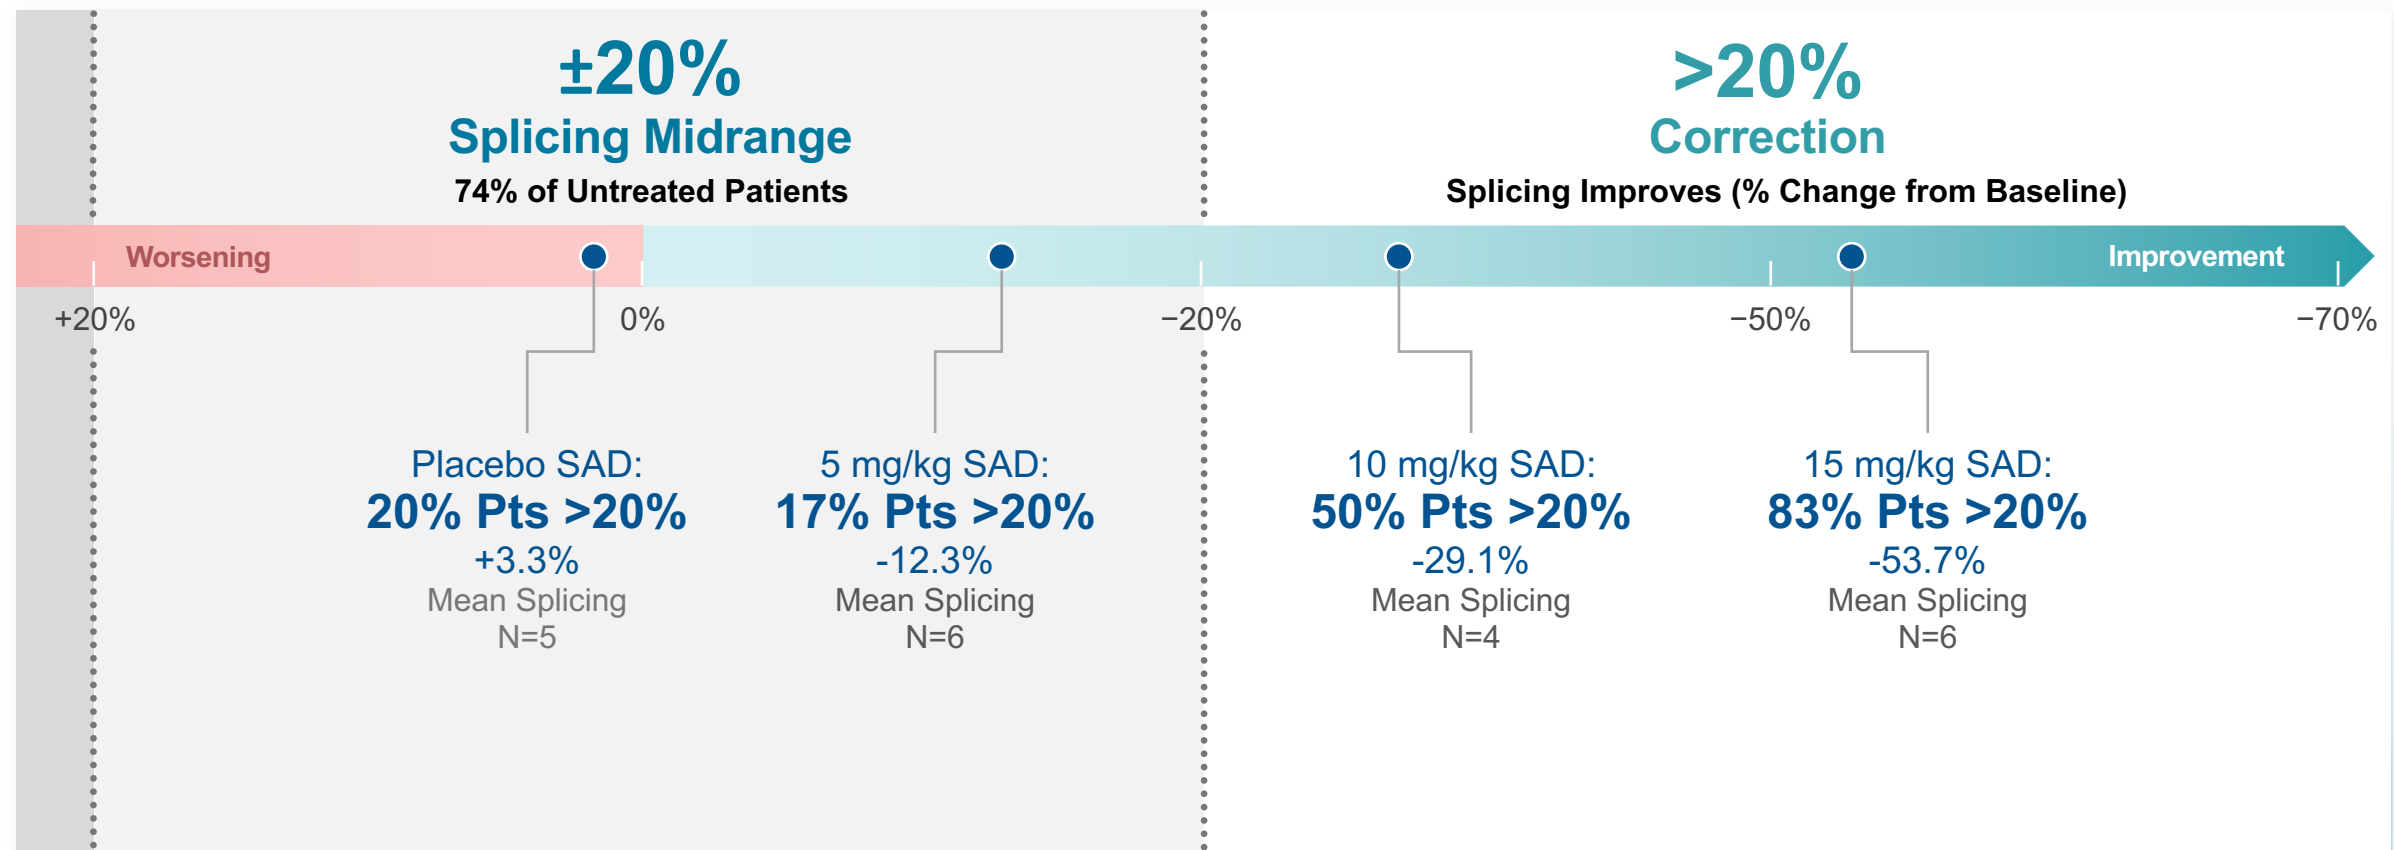 ±20%
Splicing Midrange
74% of Untreated Patients
>20%
Correction
Splicing Improves (% Change from Baseline)
Worsening
Improvement
+20%
0%
−20%
−50%
−70%
Placebo SAD:
20% Pts >20%
+3.3%
Mean Splicing
N=5
5 mg/kg SAD:
17% Pts >20%
-12.3%
Mean Splicing
N=6
10 mg/kg SAD:
50% Pts >20%
-29.1%
Mean Splicing
N=4
15 mg/kg SAD:
83% Pts >20%
-53.7%
Mean Splicing
N=6